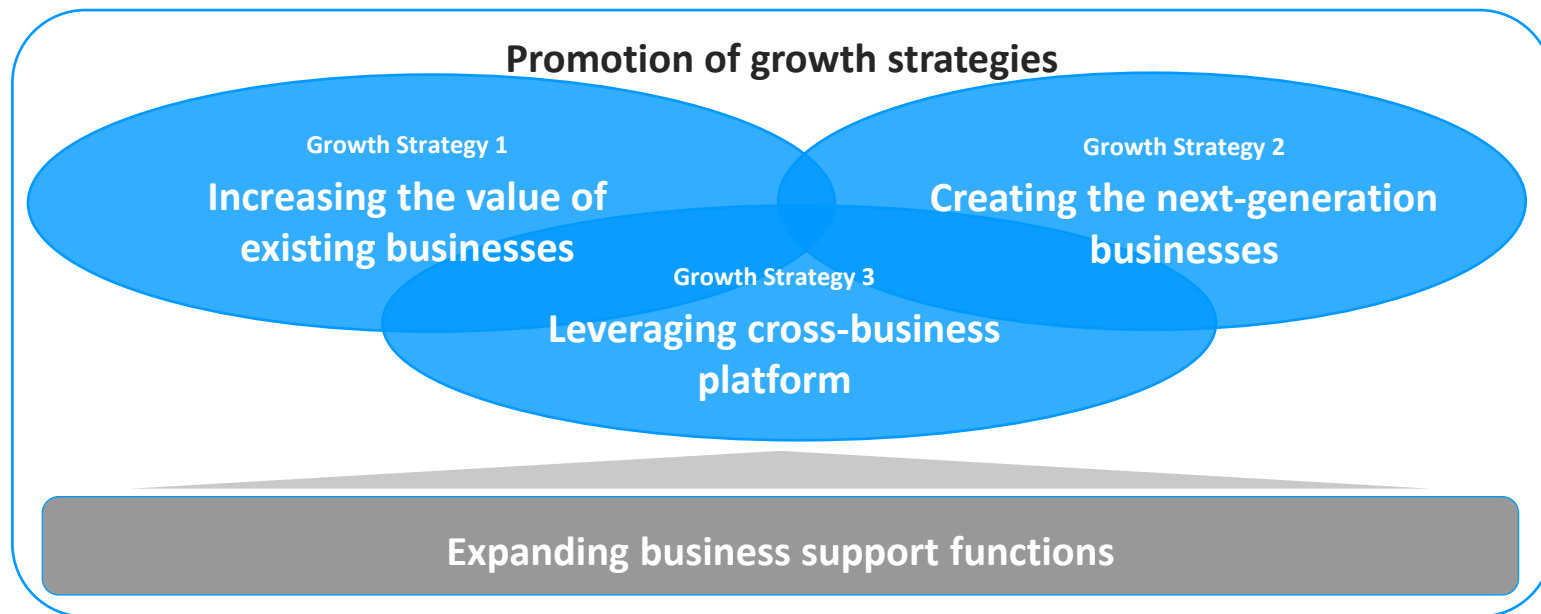 Promotion of growth strategies
Growth Strategy 1
Increasing the value of
existing businesses
Growth Strategy 2
Creating the next-generation
businesses
Growth Strategy 3
Leveraging cross-business
platform
Expanding business support functions